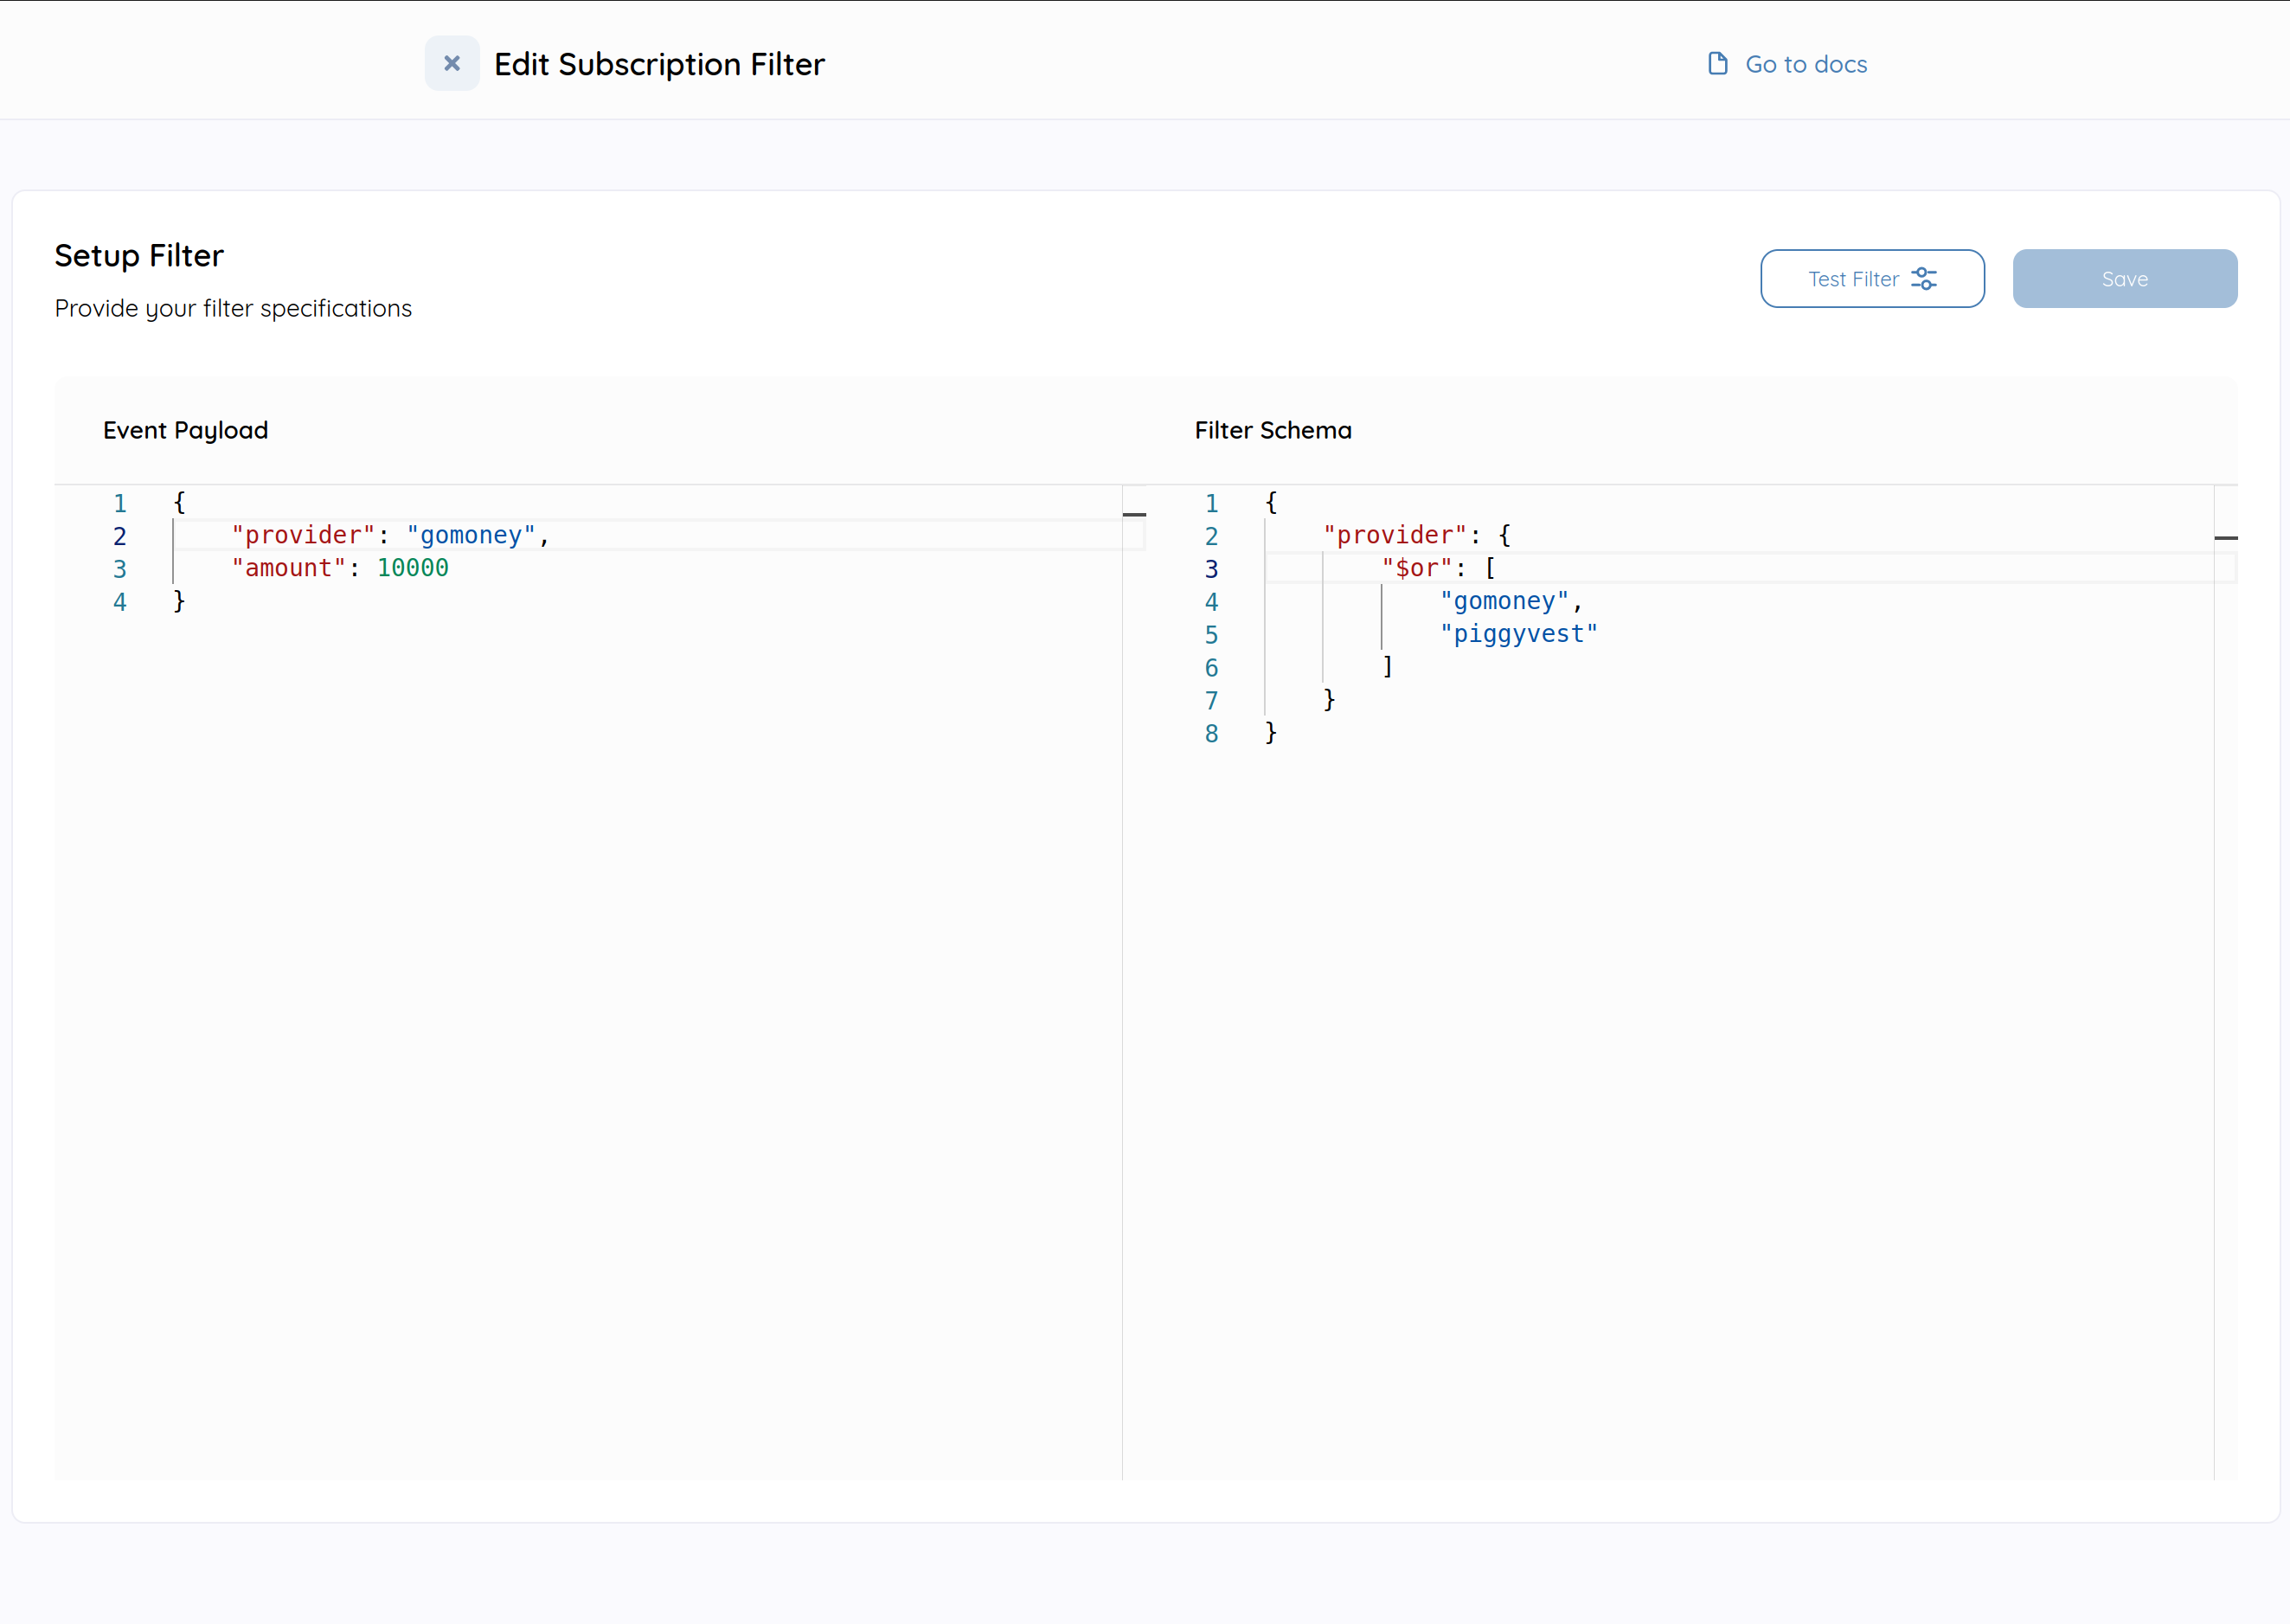 Edit Subscription Filter
Go to docs
Setup Filter
Provide your filter specifications
Test Filter
Save
Event Payload
1 {
2     "provider": "gomoney",
3     "amount": 10000
4 }
Filter Schema
1 {
2     "provider": {
3         "$or": [
4             "gomoney",
5             "piggyvest"
6         ]
7     }
8 }